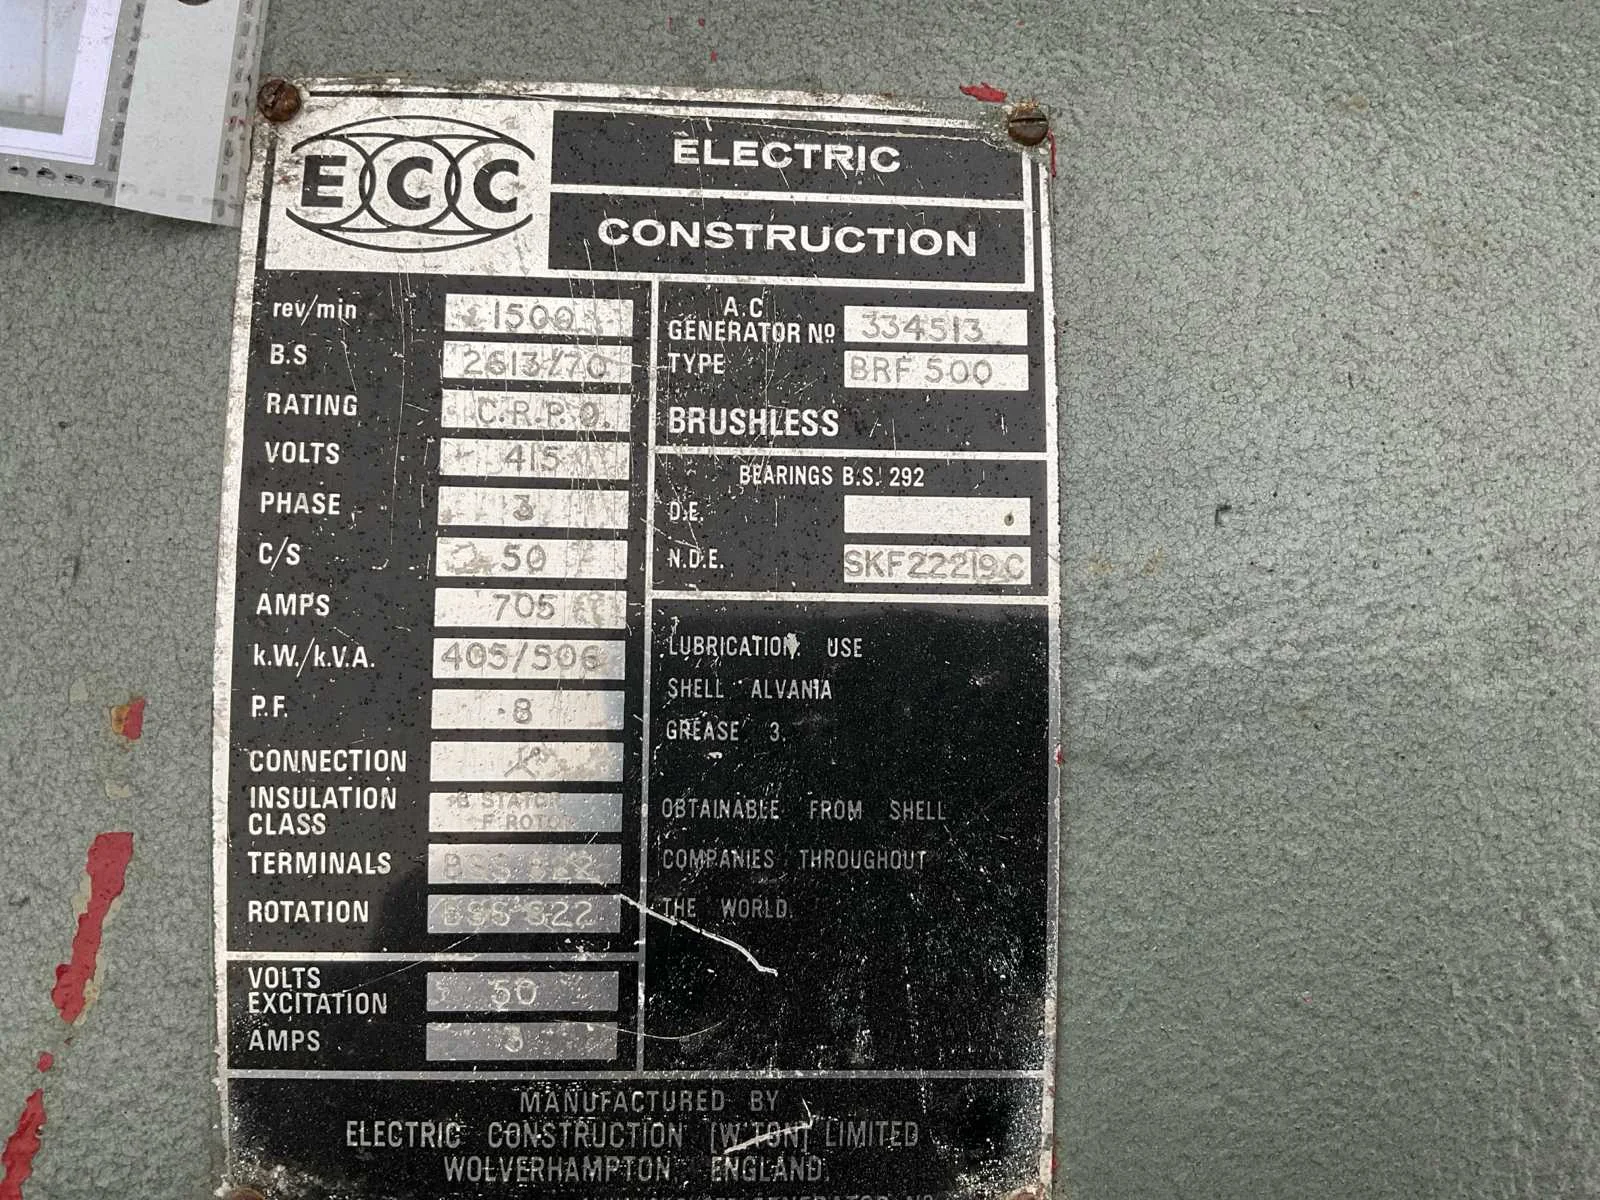 ECC
ELECTRIC
CONSTRUCTION
rev/min 1500
B.S 2613/70
RATING C.R.P.O.
VOLTS 415
PHASE 3
C/S 50
AMPS 705
k.W./k.V.A. 405/506
P.F. .8
CONNECTION
INSULATION CLASS B STATOR F ROTOR
TERMINALS BSS 822
ROTATION BSS 822
VOLTS EXCITATION 50
AMPS 3
A.C GENERATOR Nº 334513
TYPE BRF 500
BRUSHLESS
BEARINGS B.S. 292
D.E.
N.D.E. SKF22219C
LUBRICATION. USE
SHELL ALVANIA
GREASE 3.
OBTAINABLE FROM SHELL
COMPANIES THROUGHOUT
THE WORLD.
MANUFACTURED BY
ELECTRIC CONSTRUCTION [W'TON] LIMITED
WOLVERHAMPTON, ENGLAND.